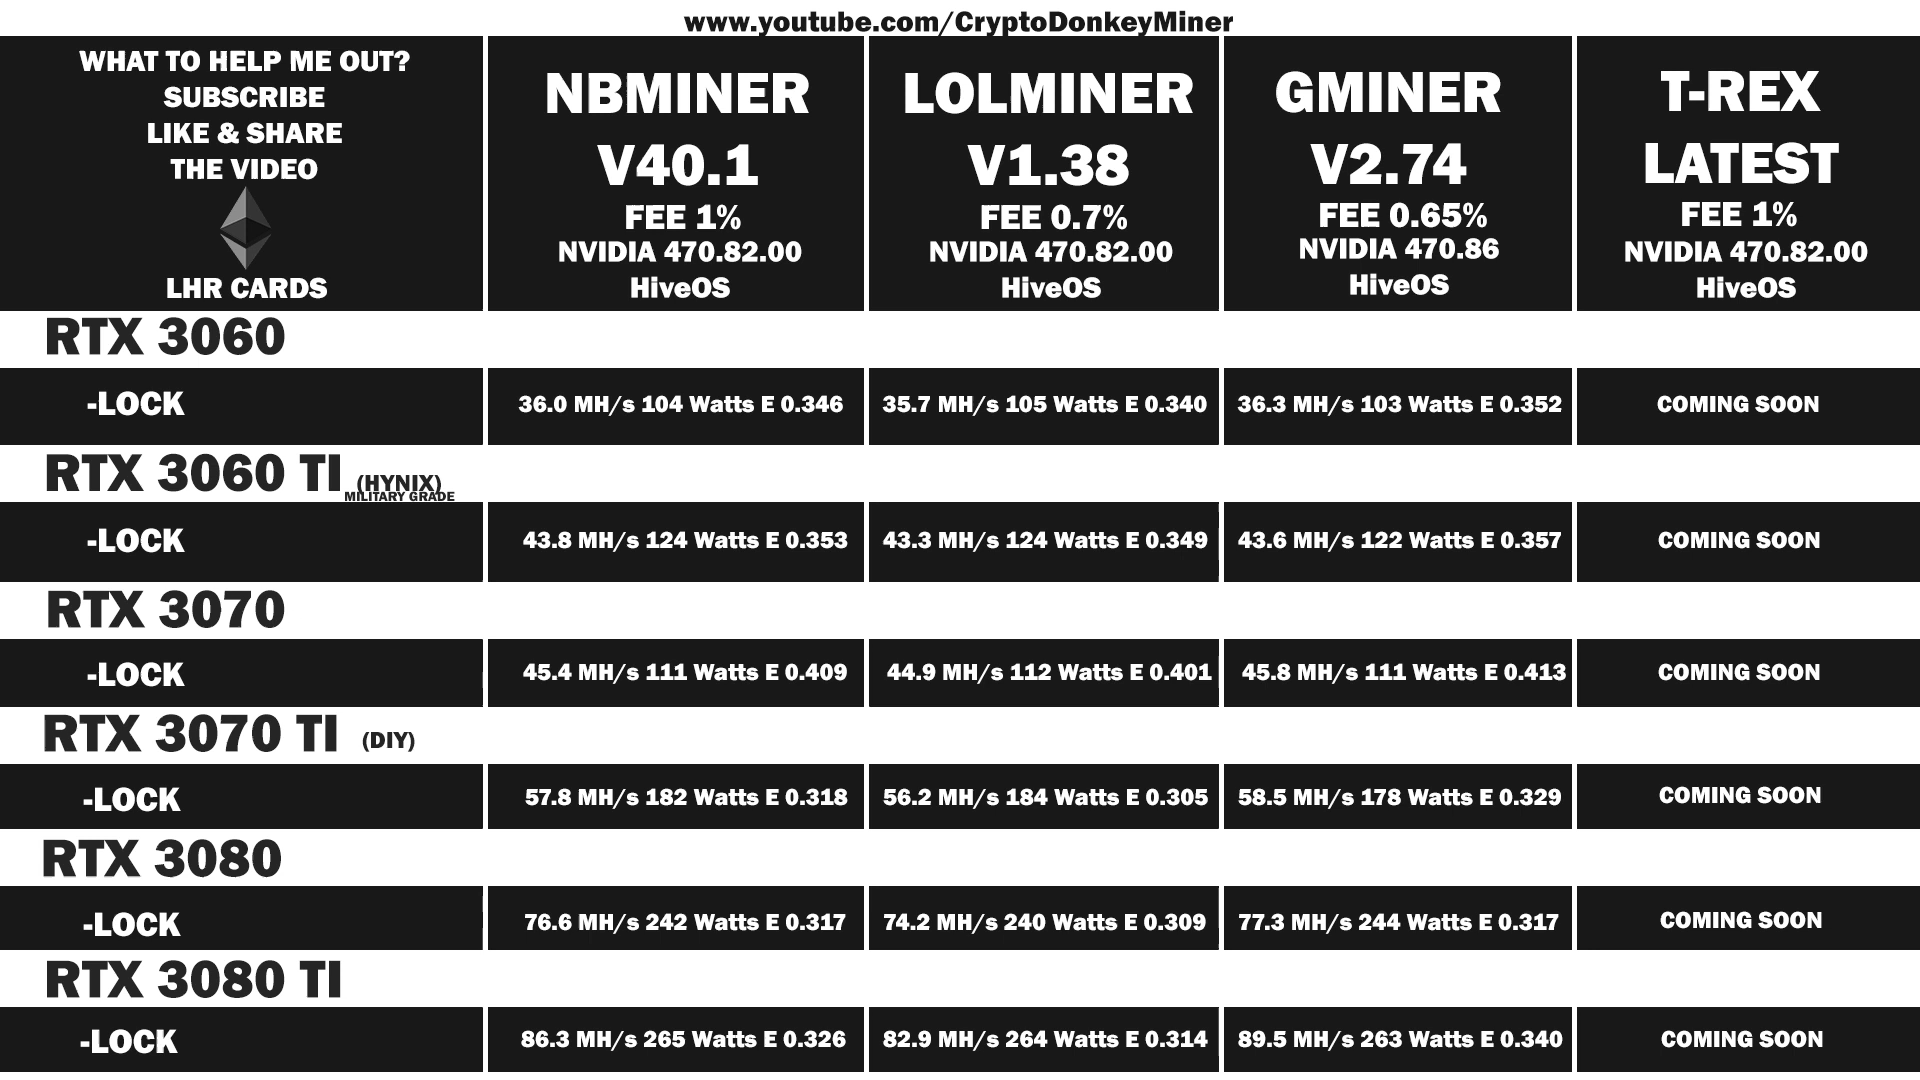 www.youtube.com/CryptoDonkeyMiner
WHAT TO HELP ME OUT?
SUBSCRIBE
LIKE & SHARE
THE VIDEO
LHR CARDS
NBMINER
V40.1
FEE 1%
NVIDIA 470.82.00
HiveOS
LOLMINER
V1.38
FEE 0.7%
NVIDIA 470.82.00
HiveOS
GMINER
V2.74
FEE 0.65%
NVIDIA 470.86
HiveOS
T-REX
LATEST
FEE 1%
NVIDIA 470.82.00
HiveOS
RTX 3060
-LOCK 36.0 MH/s 104 Watts E 0.346 35.7 MH/s 105 Watts E 0.340 36.3 MH/s 103 Watts E 0.352 COMING SOON
RTX 3060 TI (HYNIX)
MILITARY GRADE
-LOCK 43.8 MH/s 124 Watts E 0.353 43.3 MH/s 124 Watts E 0.349 43.6 MH/s 122 Watts E 0.357 COMING SOON
RTX 3070
-LOCK 45.4 MH/s 111 Watts E 0.409 44.9 MH/s 112 Watts E 0.401 45.8 MH/s 111 Watts E 0.413 COMING SOON
RTX 3070 TI (DIY)
-LOCK 57.8 MH/s 182 Watts E 0.318 56.2 MH/s 184 Watts E 0.305 58.5 MH/s 178 Watts E 0.329 COMING SOON
RTX 3080
-LOCK 76.6 MH/s 242 Watts E 0.317 74.2 MH/s 240 Watts E 0.309 77.3 MH/s 244 Watts E 0.317 COMING SOON
RTX 3080 TI
-LOCK 86.3 MH/s 265 Watts E 0.326 82.9 MH/s 264 Watts E 0.314 89.5 MH/s 263 Watts E 0.340 COMING SOON